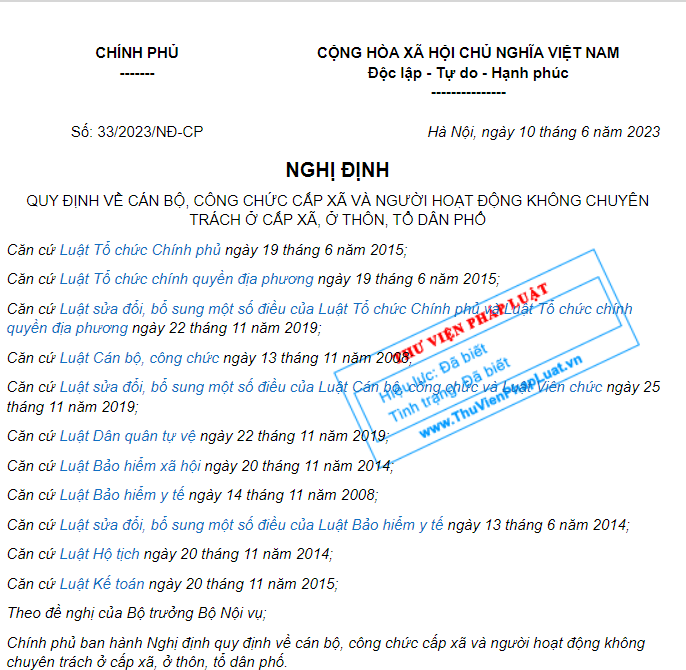 CHÍNH PHỦ
-------
CỘNG HÒA XÃ HỘI CHỦ NGHĨA VIỆT NAM
Độc lập - Tự do - Hạnh phúc
---------------
Số: 33/2023/NĐ-CP
Hà Nội, ngày 10 tháng 6 năm 2023
NGHỊ ĐỊNH
QUY ĐỊNH VỀ CÁN BỘ, CÔNG CHỨC CẤP XÃ VÀ NGƯỜI HOẠT ĐỘNG KHÔNG CHUYÊN
TRÁCH Ở CẤP XÃ, Ở THÔN, TỔ DÂN PHỐ
Căn cứ Luật Tổ chức Chính phủ ngày 19 tháng 6 năm 2015;
Căn cứ Luật Tổ chức chính quyền địa phương ngày 19 tháng 6 năm 2015;
Căn cứ Luật sửa đổi, bổ sung một số điều của Luật Tổ chức Chính phủ và Luật Tổ chức chính
quyền địa phương ngày 22 tháng 11 năm 2019;
Căn cứ Luật Cán bộ, công chức ngày 13 tháng 11 năm 2008;
Căn cứ Luật sửa đổi, bổ sung một số điều của Luật Cán bộ, công chức và Luật Viên chức ngày 25
tháng 11 năm 2019;
Căn cứ Luật Dân quân tự vệ ngày 22 tháng 11 năm 2019;
Căn cứ Luật Bảo hiểm xã hội ngày 20 tháng 11 năm 2014;
Căn cứ Luật Bảo hiểm y tế ngày 14 tháng 11 năm 2008;
Căn cứ Luật sửa đổi, bổ sung một số điều của Luật Bảo hiểm y tế ngày 13 tháng 6 năm 2014;
Căn cứ Luật Hộ tịch ngày 20 tháng 11 năm 2014;
Căn cứ Luật Kế toán ngày 20 tháng 11 năm 2015;
Theo đề nghị của Bộ trưởng Bộ Nội vụ;
Chính phủ ban hành Nghị định quy định về cán bộ, công chức cấp xã và người hoạt động không
chuyên trách ở cấp xã, ở thôn, tổ dân phố.
THƯ VIỆN PHÁP LUẬT
Hiệu lực: Đã biết
Tình trạng: Đã biết
www.ThuVienPhapLuat.vn